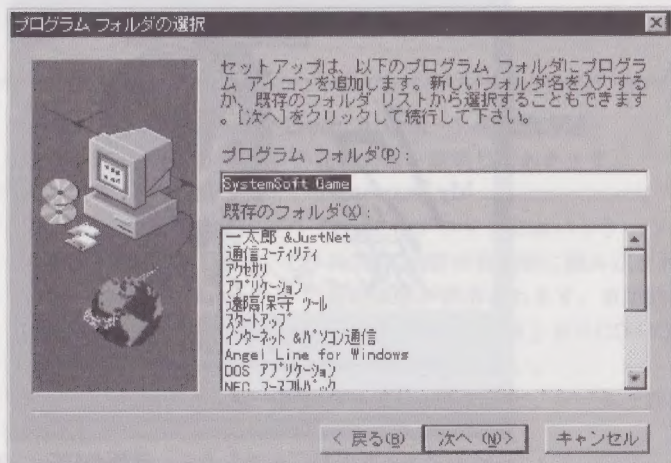 プログラム フォルダの選択
セットアップは、以下のプログラム フォルダにプログラ
ム アイコンを追加します。新しいフォルダ名を入力する
か、既存のフォルダ リストから選択することもできます
。[次へ]をクリックして続行して下さい。
プログラム フォルダ(P):
SystemSoft Game
既存のフォルダ(X):
一太郎 &JustNet
通信ユーティリティ
アクセサリ
アプリケーション
遠隔保守 ツール
スタートアップ
インターネット &パソコン通信
Angel Line for Windows
DOS アプリケーション
NEC ユースフルパック
< 戻る(B)
次へ (N)>
キャンセル